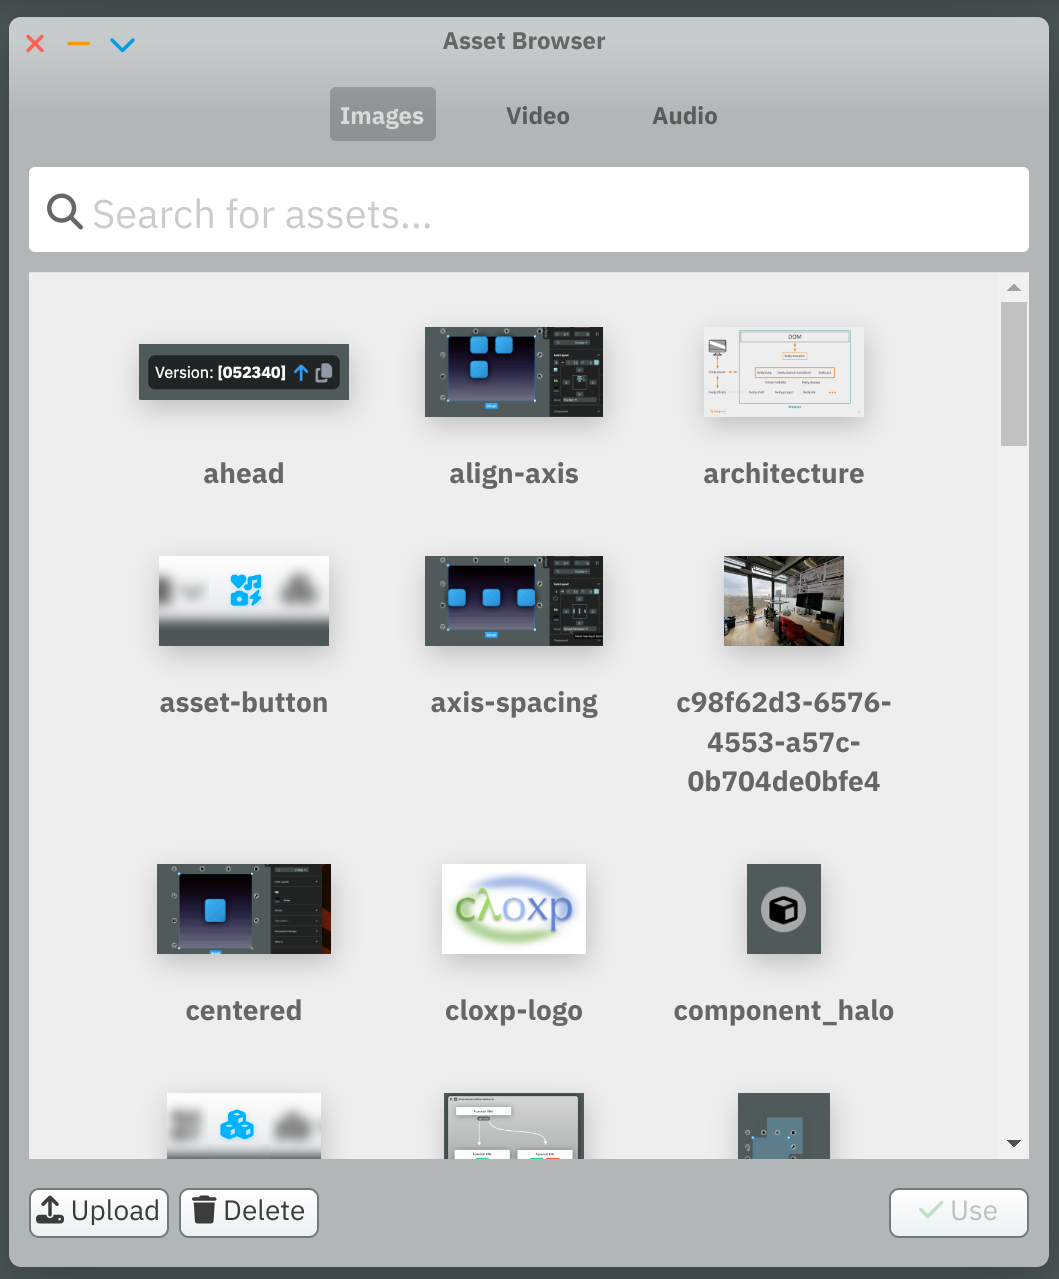 Asset Browser
Images Video Audio
Search for assets...
Version: [052340]
DOM
ahead
align-axis
architecture
asset-button
axis-spacing
c98f62d3-6576-
4553-a57c-
0b704de0bfe4
cλoxp
centered
cloxp-logo
component_halo
Upload
Delete
Use